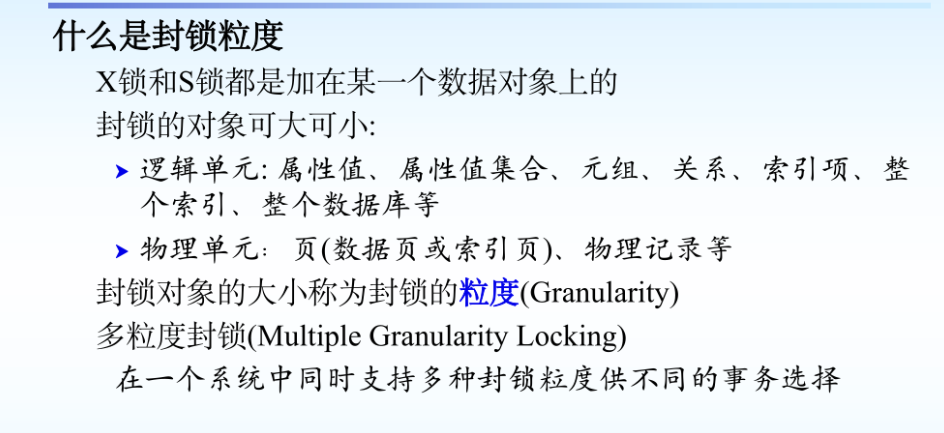 什么是封锁粒度
X锁和S锁都是加在某一个数据对象上的
封锁的对象可大可小:
逻辑单元: 属性值、属性值集合、元组、关系、索引项、整
个索引、整个数据库等
物理单元：页(数据页或索引页)、物理记录等
封锁对象的大小称为封锁的粒度(Granularity)
多粒度封锁(Multiple Granularity Locking)
在一个系统中同时支持多种封锁粒度供不同的事务选择